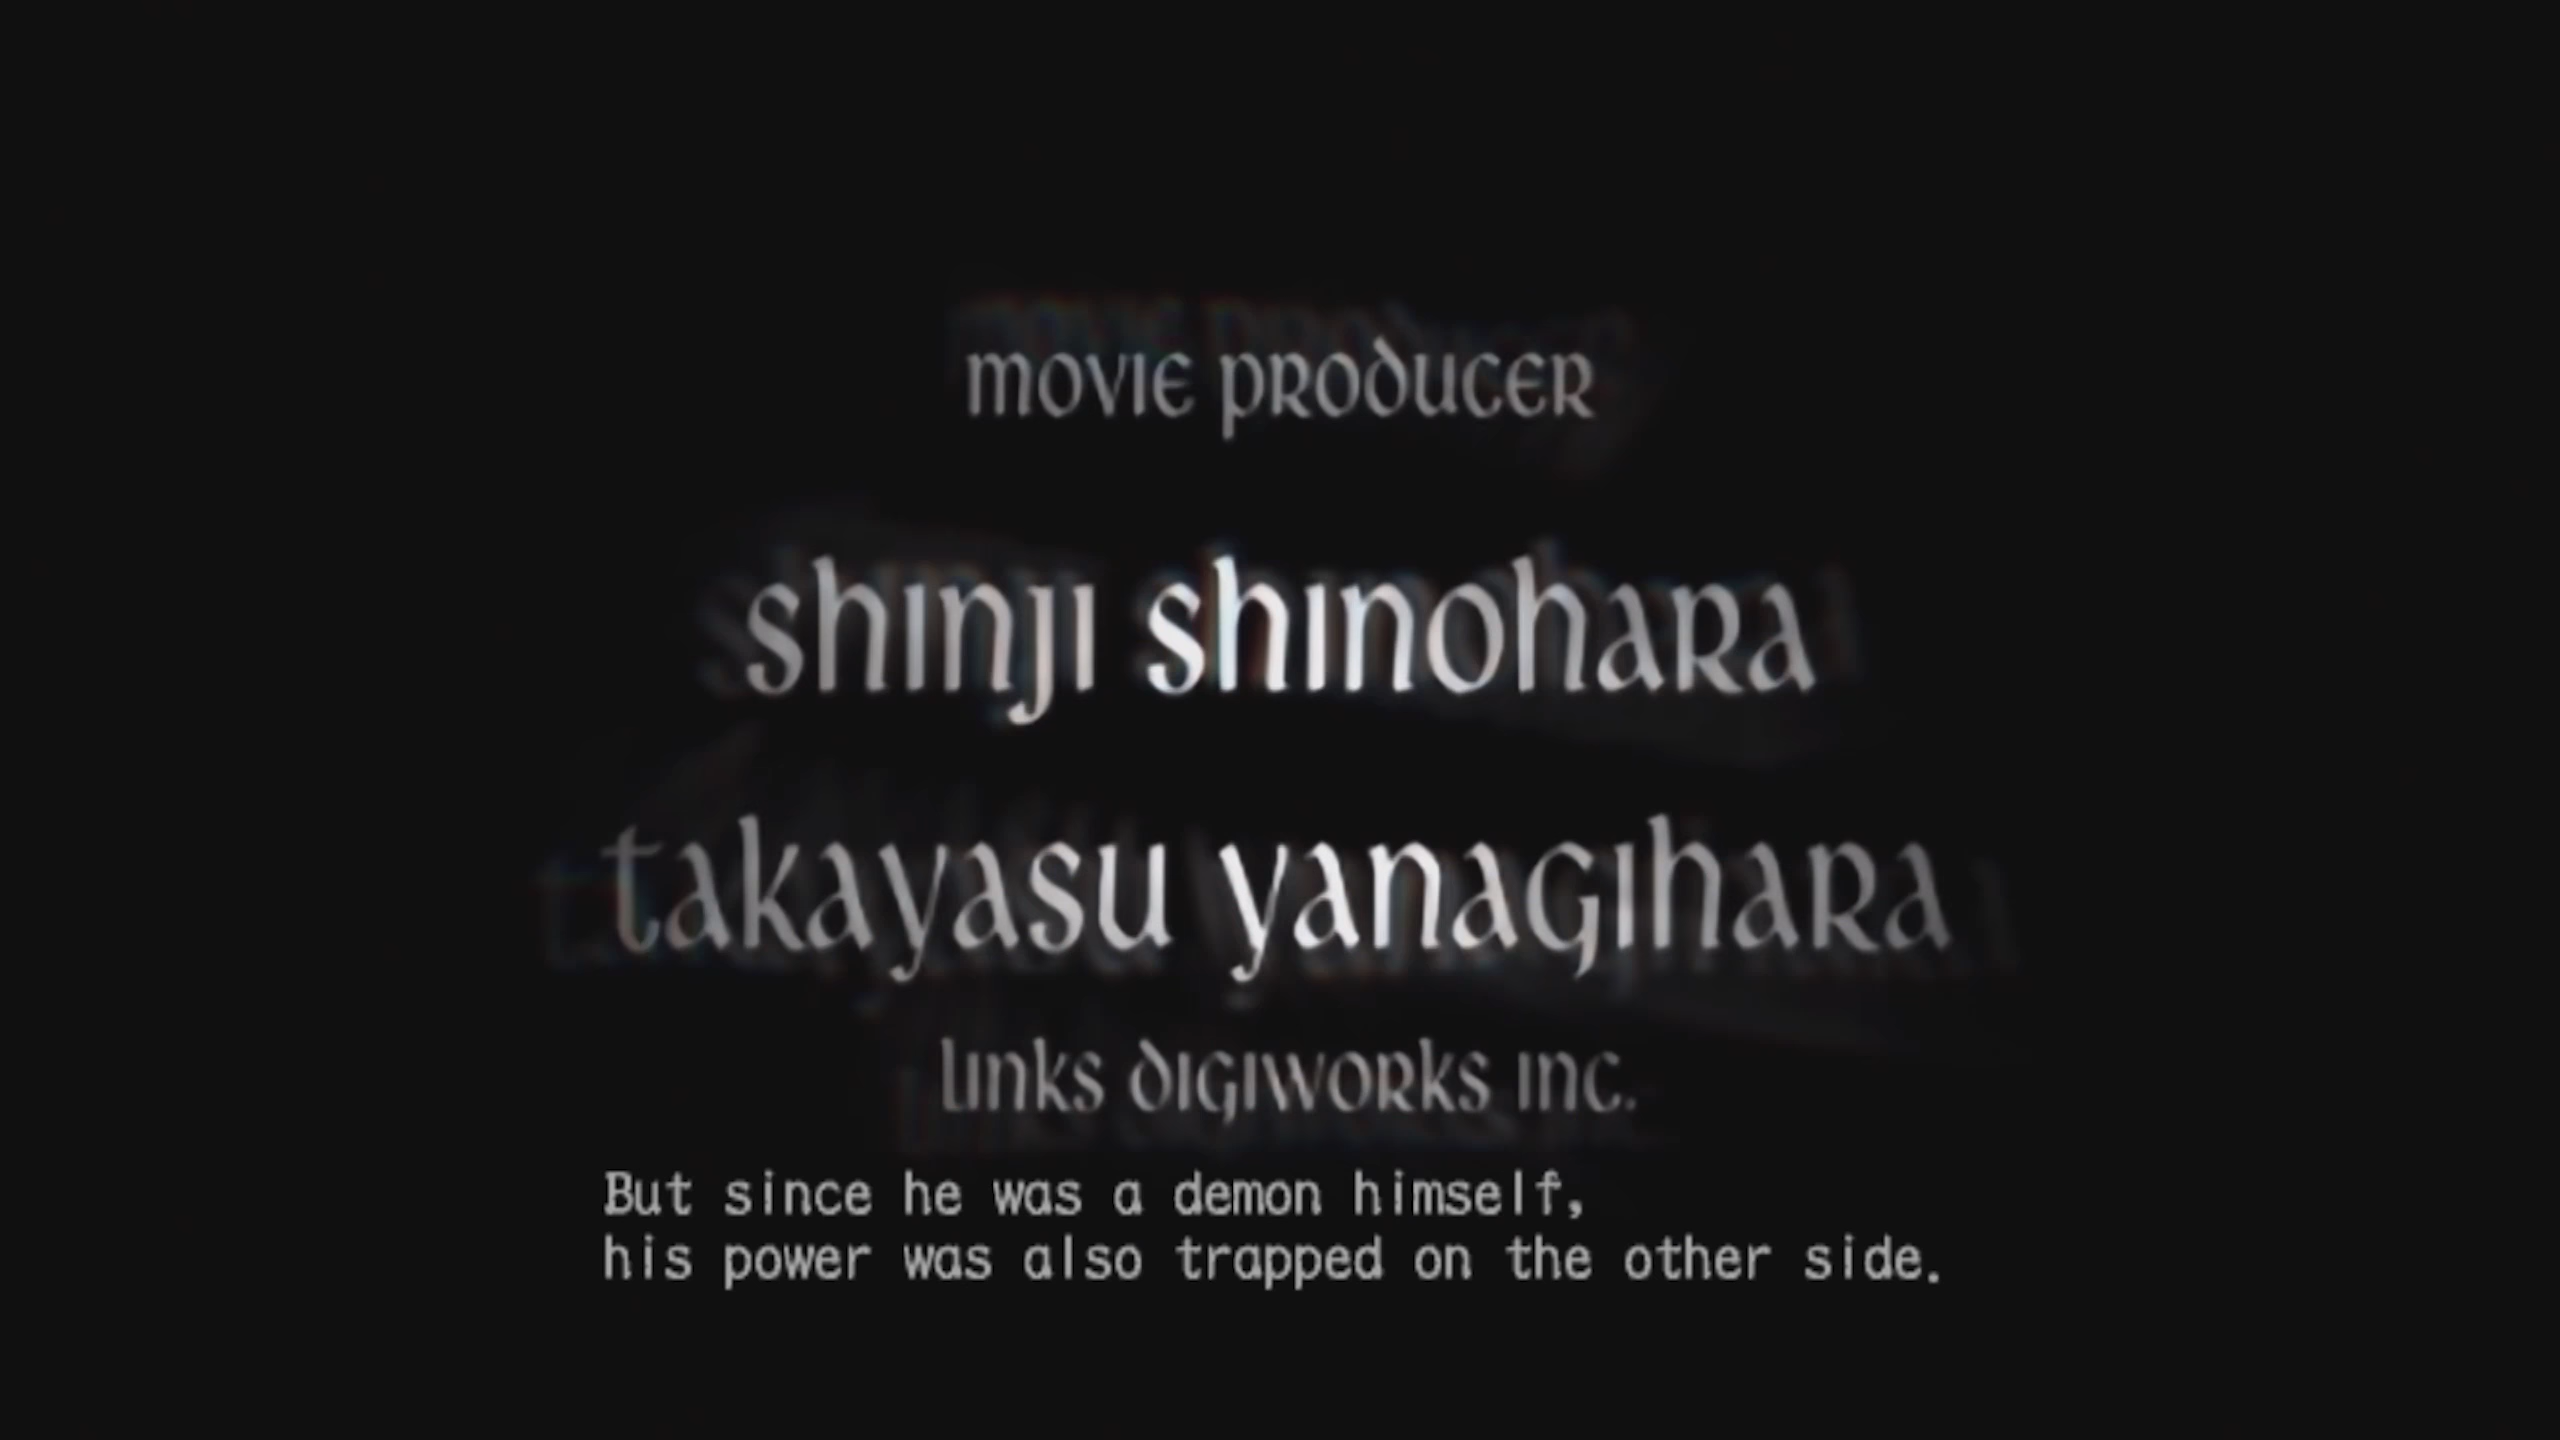 movie producer
shinji shinohara
takayasu yanagihara
links digiworks inc.
But since he was a demon himself,
his power was also trapped on the other side.